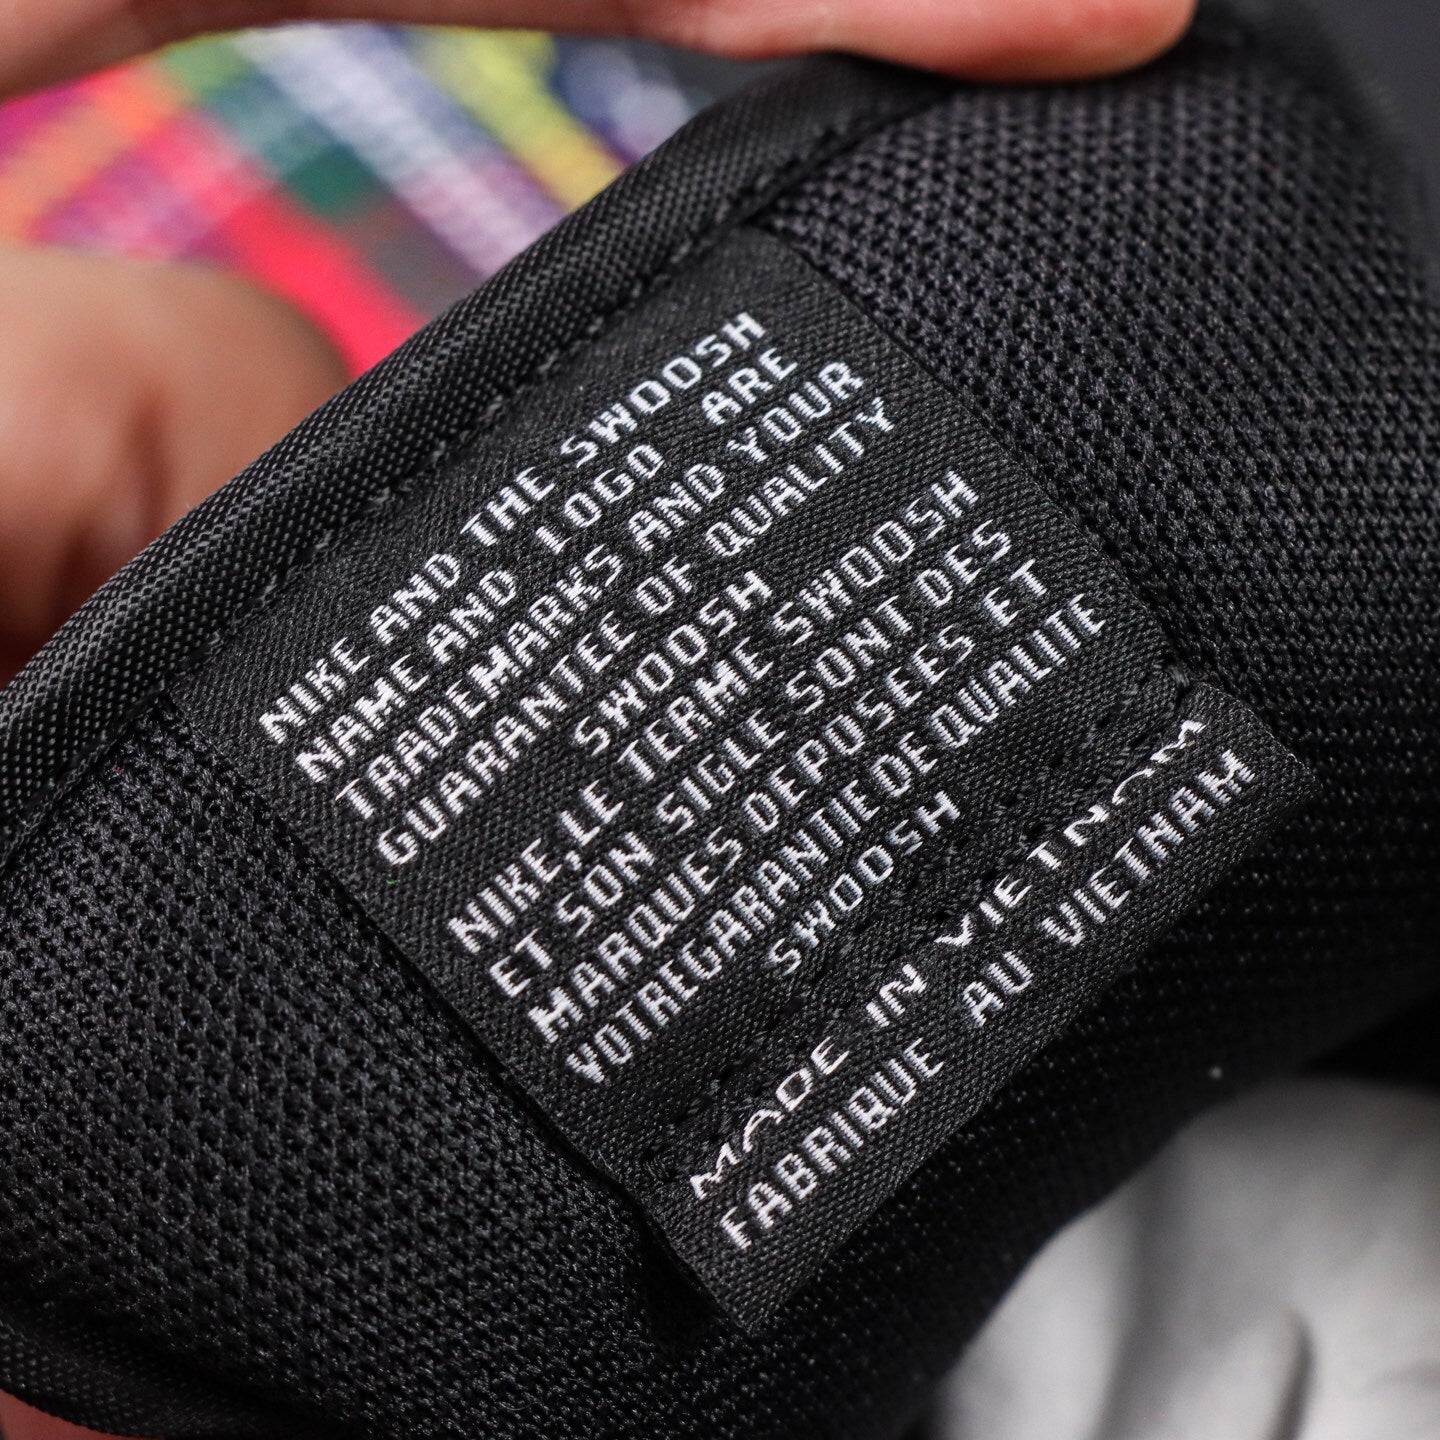 NIKE AND THE SWOOSH
NAME AND LOGO ARE
TRADEMARKS AND YOUR
GUARANTEE OF QUALITY
SWOOSH
NIKE,LE TERME SWOOSH
ET SON SIGLE SONT DES
MARQUES DEPOSEES ET
VOTREGARANTIE DE QUALITE
SWOOSH
MADE IN VIETNAM
FABRIQUE AU VIETNAM